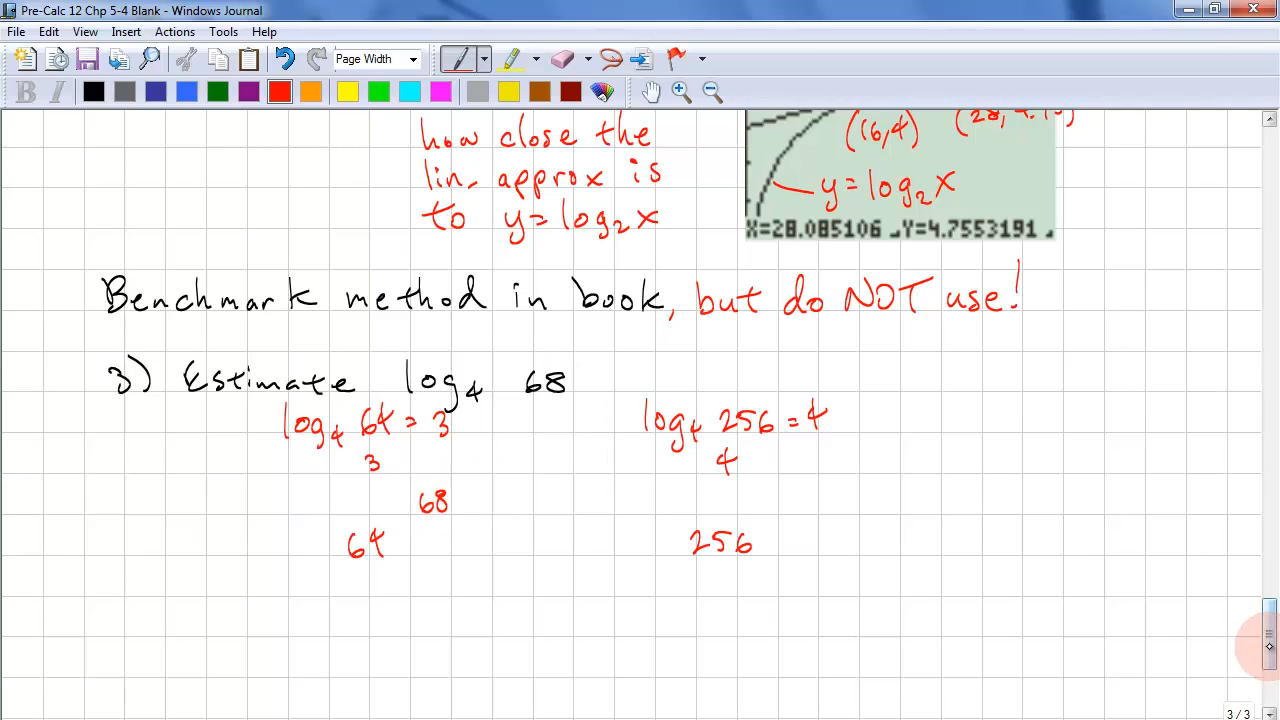 Pre-Calc 12 Chp 5-4 Blank - Windows Journal
File Edit View Insert Actions Tools Help
Page Width
B I
how close the
lin. approx is
to y=log₂x
(16,4)
y=log₂x
X=28.085106 Y=4.7553191
Benchmark method in book, but do NOT use!
3) Estimate log₄ 68
log₄ 64 = 3 log₄ 256 = 4
3 4
68
64 256
3/3